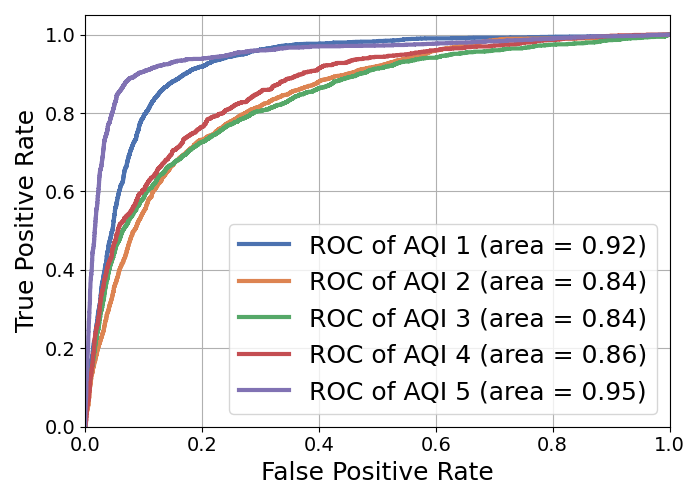 1.0
0.8
0.6
0.4
0.2
0.0
True Positive Rate
ROC of AQI 1 (area = 0.92)
ROC of AQI 2 (area = 0.84)
ROC of AQI 3 (area = 0.84)
ROC of AQI 4 (area = 0.86)
ROC of AQI 5 (area = 0.95)
0.0 0.2 0.4 0.6 0.8 1.0
False Positive Rate